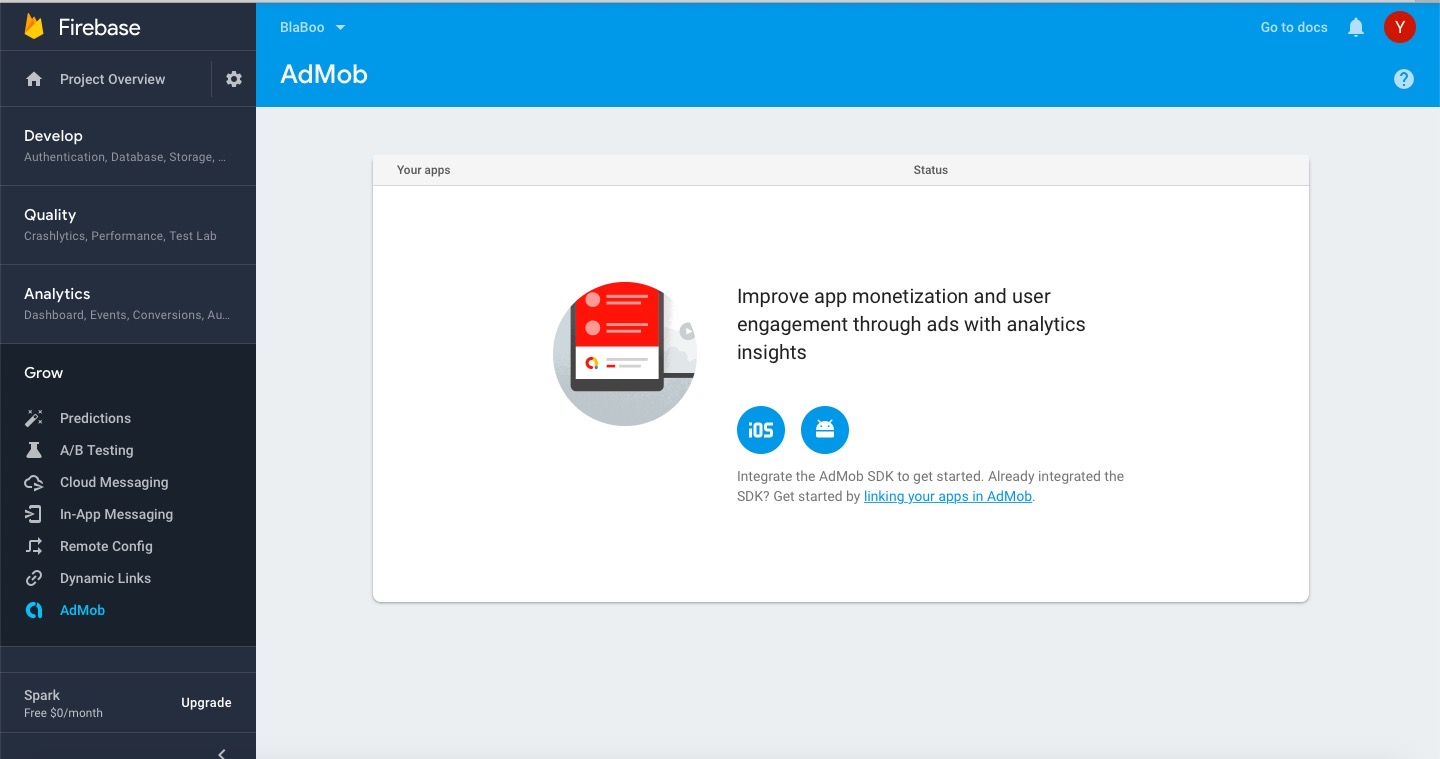 Firebase
BlaBoo
Go to docs
Y
Project Overview
AdMob
?
Develop
Authentication, Database, Storage, ...
Quality
Crashlytics, Performance, Test Lab
Analytics
Dashboard, Events, Conversions, Au...
Grow
Predictions
A/B Testing
Cloud Messaging
In-App Messaging
Remote Config
Dynamic Links
AdMob
Spark
Free $0/month
Upgrade
Your apps
Status
Improve app monetization and user
engagement through ads with analytics
insights
iOS
Integrate the AdMob SDK to get started. Already integrated the
SDK? Get started by linking your apps in AdMob.